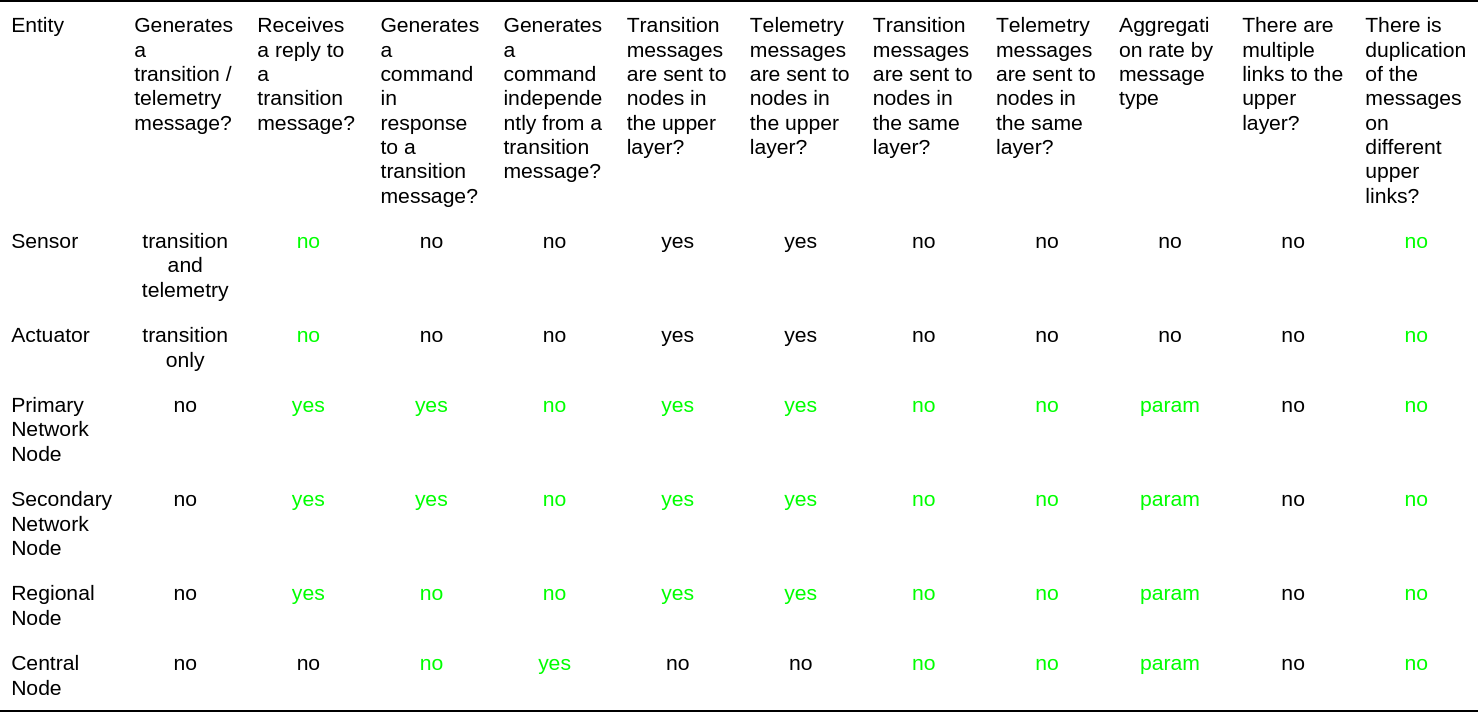 Entity Generates a transition / telemetry message? Receives a reply to a transition message? Generates a command in response to a transition message? Generates a command independe ntly from a transition message? Transition messages are sent to nodes in the upper layer? Telemetry messages are sent to nodes in the upper layer? Transition messages are sent to nodes in the same layer? Telemetry messages are sent to nodes in the same layer? Aggregati on rate by message type There are multiple links to the upper layer? There is duplication of the messages on different upper links?
Sensor transition and telemetry no no no yes yes no no no no no
Actuator transition only no no no yes yes no no no no no
Primary Network Node no yes yes no yes yes no no param no no
Secondary Network Node no yes yes no yes yes no no param no no
Regional Node no yes no no yes yes no no param no no
Central Node no no no yes no no no no param no no